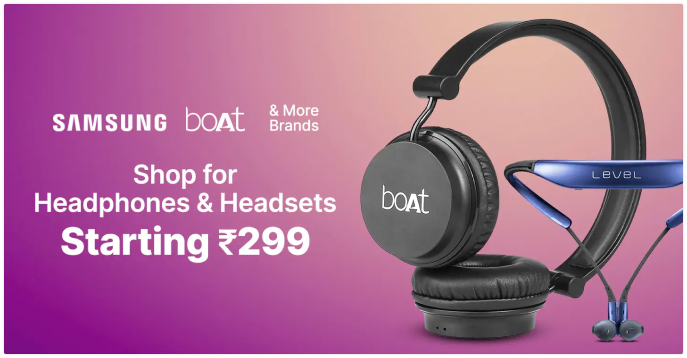 SAMSUNG boAt & More
Brands
Shop for
Headphones & Headsets
Starting ₹299
boAt
LEVEL